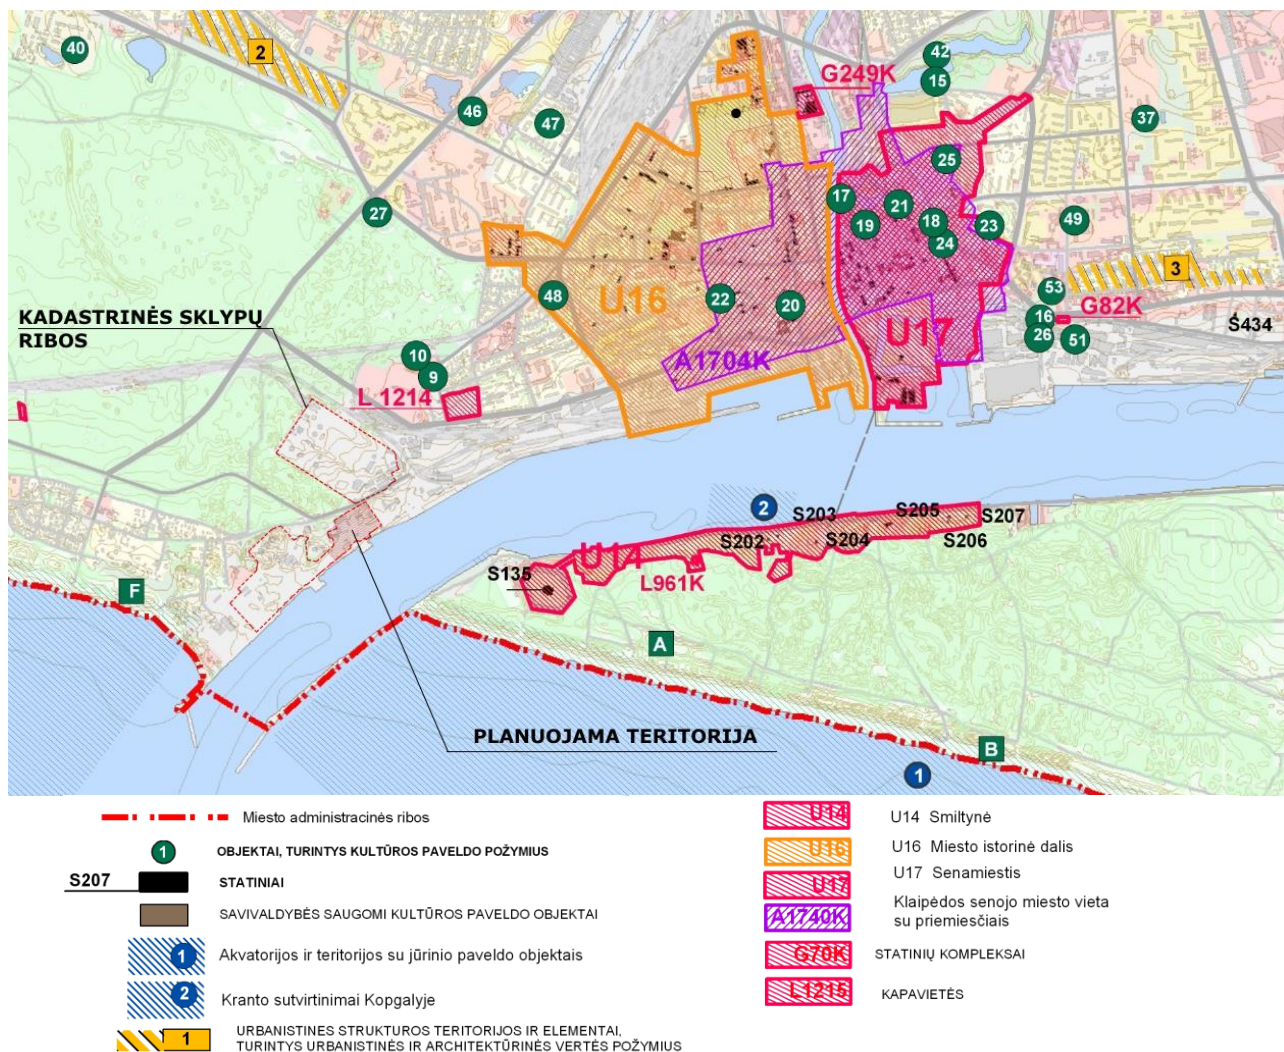 40
2
46
47
42
15
G249K
37
25
17
21
19
18
24
23
49
27
48
U16
22
20
53
3
G82K
16
26
51
S434
KADASTRINĖS SKLYPŲ
RIBOS
U17
A1704K
10
9
L 1214
2
S203
S205
S207
S202
S204
S206
U14
S135
L961K
F
A
PLANUOJAMA TERITORIJA
B
1
Miesto administracinės ribos
1 OBJEKTAI, TURINTYS KULTŪROS PAVELDO POŽYMIUS
S207 STATINIAI
SAVIVALDYBĖS SAUGOMI KULTŪROS PAVELDO OBJEKTAI
1 Akvatorijos ir teritorijos su jūrinio paveldo objektais
2 Kranto sutvirtinimai Kopgalyje
1 URBANISTINES STRUKTUROS TERITORIJOS IR ELEMENTAI,
TURINTYS URBANISTINĖS IR ARCHITEKTŪRINĖS VERTĖS POŽYMIUS
U14 U14 Smiltynė
U16 U16 Miesto istorinė dalis
U17 U17 Senamiestis
A1740K Klaipėdos senojo miesto vieta
su priemiesčiais
G70K STATINIŲ KOMPLEKSAI
L1215 KAPAVIETĖS